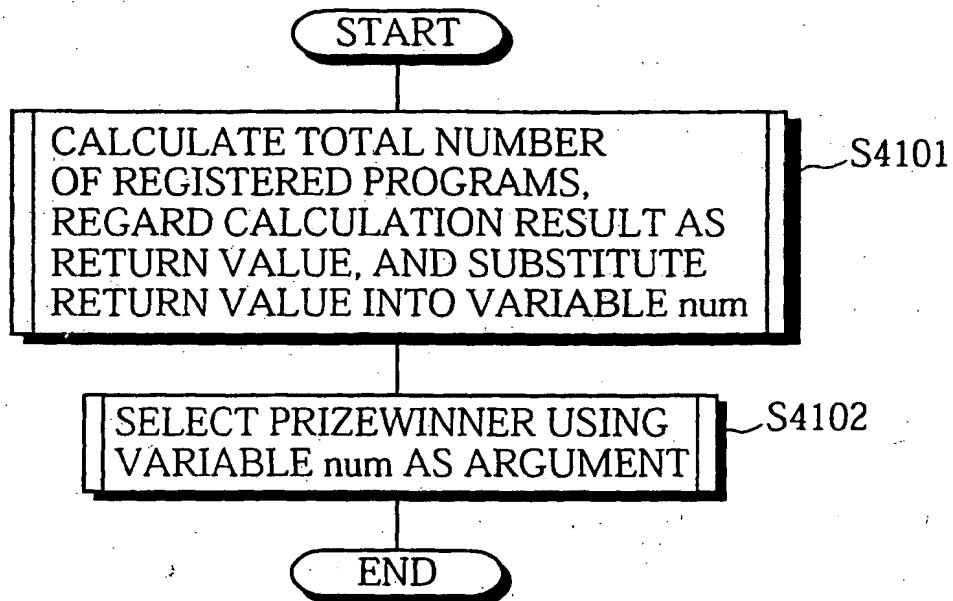 START
CALCULATE TOTAL NUMBER
OF REGISTERED PROGRAMS,
REGARD CALCULATION RESULT AS
RETURN VALUE, AND SUBSTITUTE
RETURN VALUE INTO VARIABLE num
S4101
SELECT PRIZEWINNER USING
VARIABLE num AS ARGUMENT
S4102
END